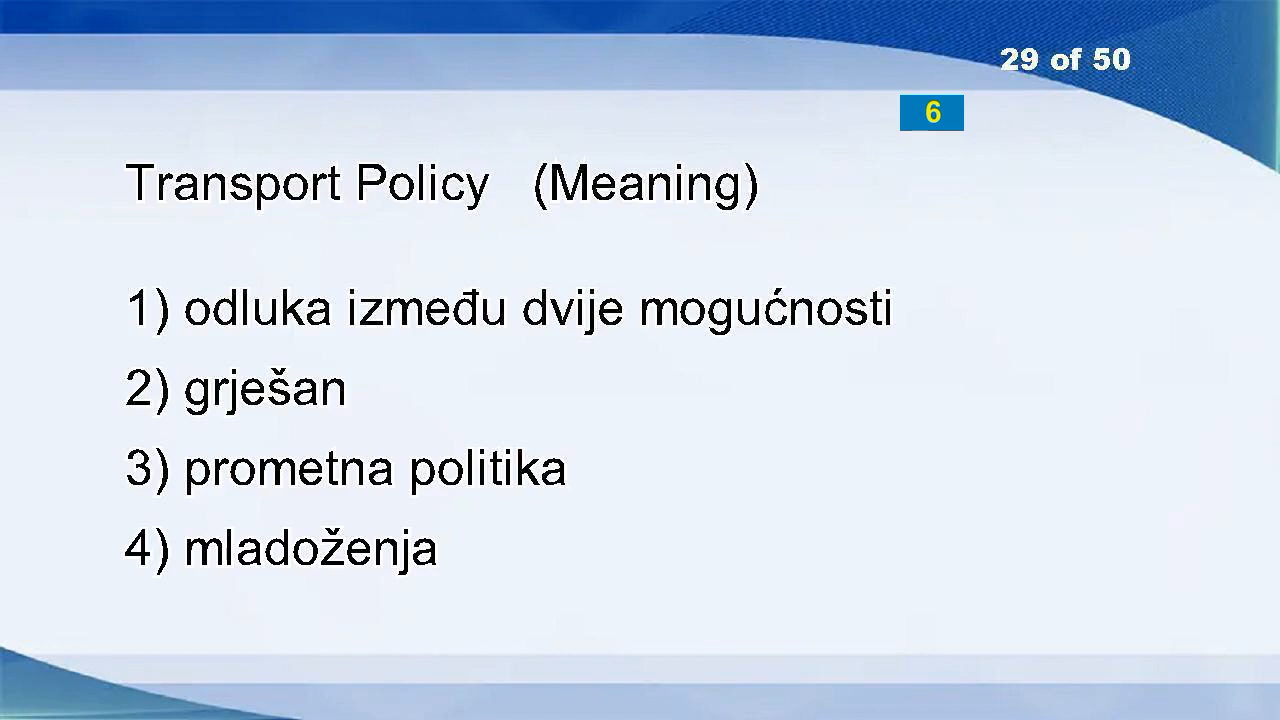 29 of 50
6
Transport Policy (Meaning)
1) odluka između dvije mogućnosti
2) grješan
3) prometna politika
4) mladoženja